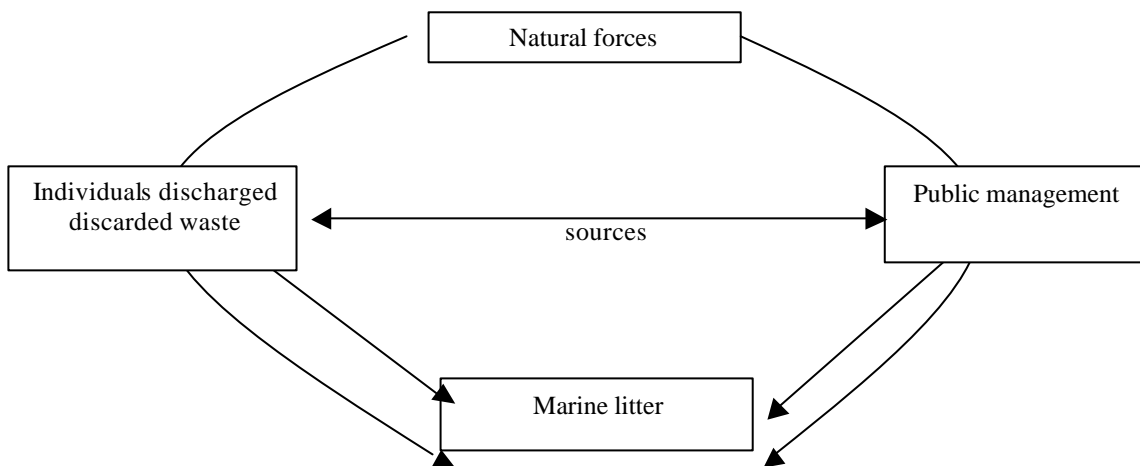 Natural forces
Individuals discharged
discarded waste
Public management
sources
Marine litter